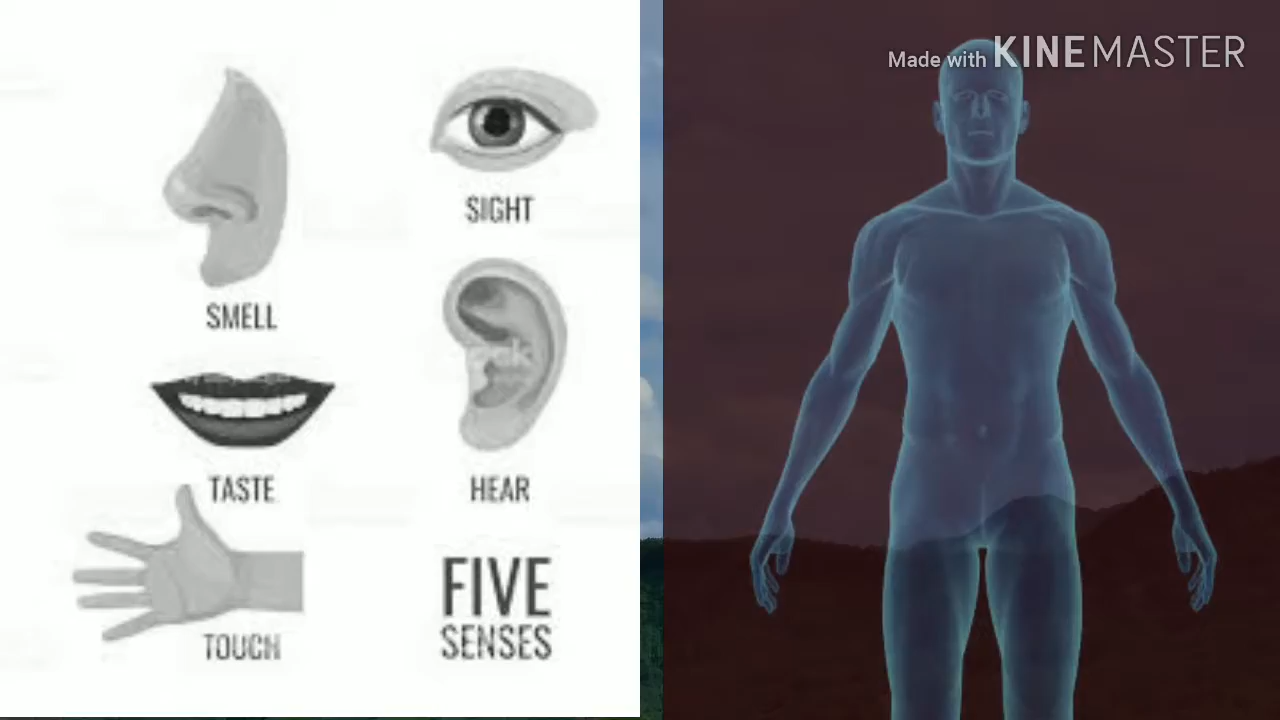 SMELL
SIGHT
TASTE
HEAR
TOUCH
FIVE
SENSES
Made with KINEMASTER